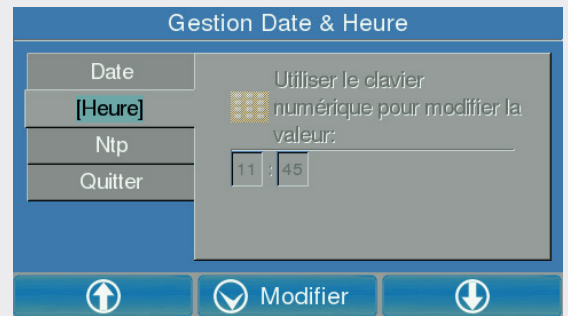 Gestion Date & Heure
Date
[Heure]
Ntp
Quitter
Utiliser le clavier
numérique pour modifier la
valeur:
11 : 45
Modifier